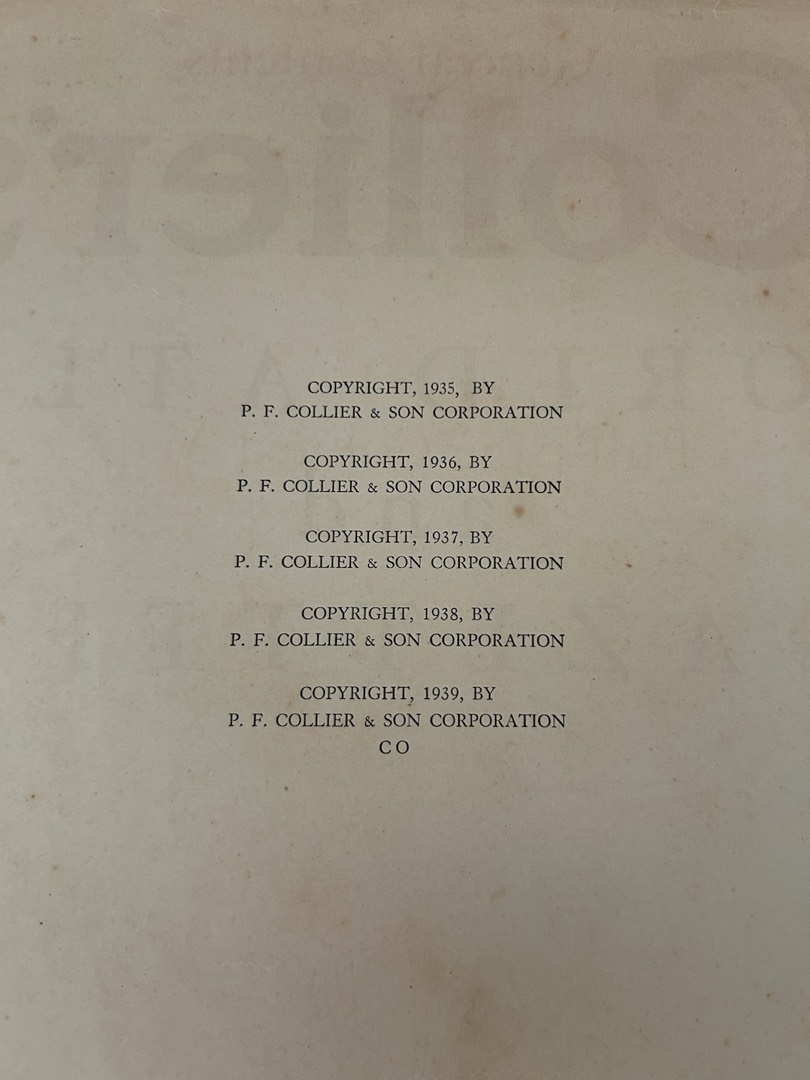 COPYRIGHT, 1935, BY
P. F. COLLIER & SON CORPORATION
COPYRIGHT, 1936, BY
P. F. COLLIER & SON CORPORATION
COPYRIGHT, 1937, BY
P. F. COLLIER & SON CORPORATION
COPYRIGHT, 1938, BY
P. F. COLLIER & SON CORPORATION
COPYRIGHT, 1939, BY
P. F. COLLIER & SON CORPORATION
CO